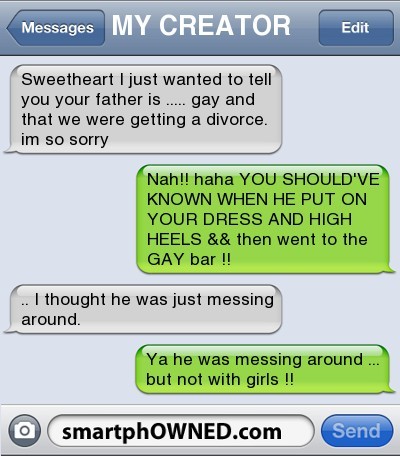 Messages MY CREATOR Edit
Sweetheart I just wanted to tell
you your father is ..... gay and
that we were getting a divorce.
im so sorry
Nah!! haha YOU SHOULD'VE
KNOWN WHEN HE PUT ON
YOUR DRESS AND HIGH
HEELS && then went to the
GAY bar !!
.. I thought he was just messing
around.
Ya he was messing around ...
but not with girls !!
smartphOWNED.com Send